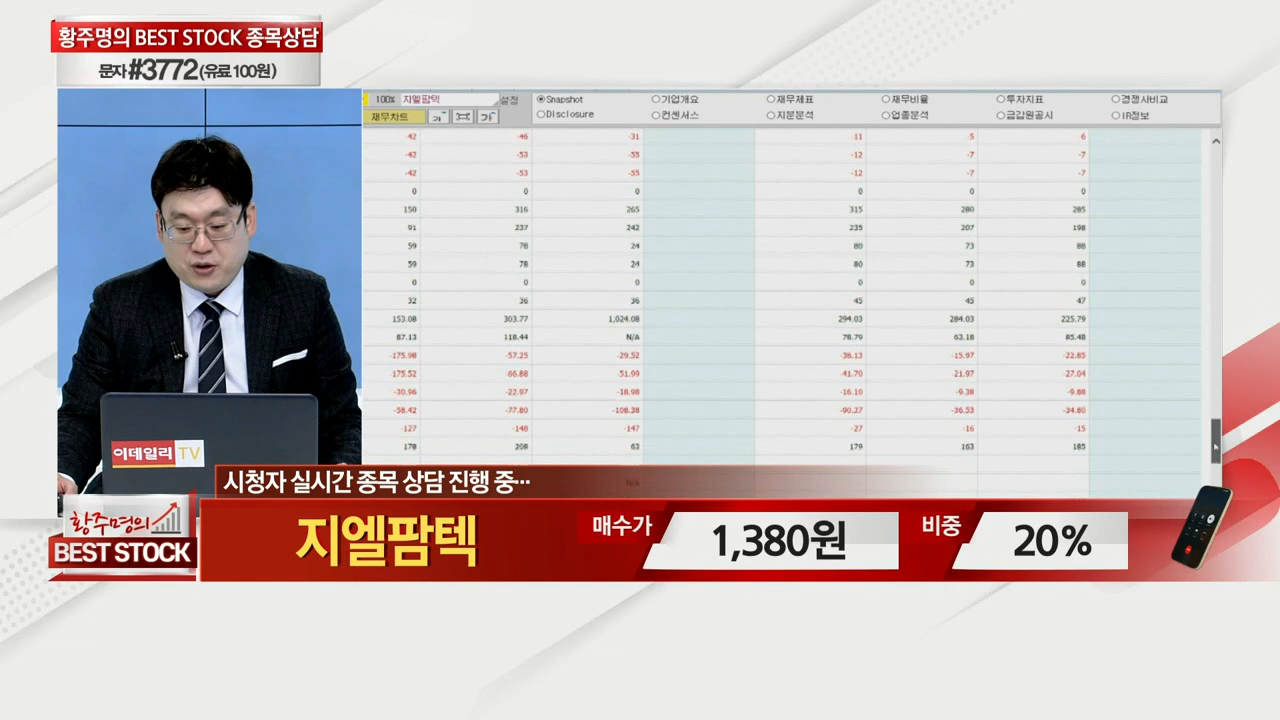 황주명의 BEST STOCK 종목상담
문자 #3772 (유료 100원)
100% 지엘팜텍 설정
재무차트 가 가
Snapshot 기업개요 재무제표 재무비율 투자지표 경쟁사비교
Disclosure 컨센서스 지분분석 업종분석 금감원공시 IR정보
-42 -46 -31 -11 5 6
-42 -53 -55 -12 -7 -7
-42 -53 -55 -12 -7 -7
0 0 0 0 0 0
150 316 265 315 280 285
91 237 242 235 207 198
59 78 24 80 73 88
59 78 24 80 73 88
0 0 0 0 0 0
32 36 36 45 45 47
153.08 303.77 1,024.08 294.03 284.03 225.79
87.13 118.44 N/A 78.79 63.18 85.48
-175.98 -57.25 -29.52 -38.13 -15.97 -22.85
-175.52 -66.88 -51.99 -41.70 -21.97 -27.04
-30.96 -22.97 -18.98 -16.10 -9.38 -9.88
-58.42 -77.80 -108.38 -90.27 -36.53 -34.80
-127 -148 -147 -27 -16 -15
170 208 63 179 163 185
N/A
이데일리 TV
시청자 실시간 종목 상담 진행 중...
황주명의
BEST STOCK
지엘팜텍 매수가 1,380원 비중 20%